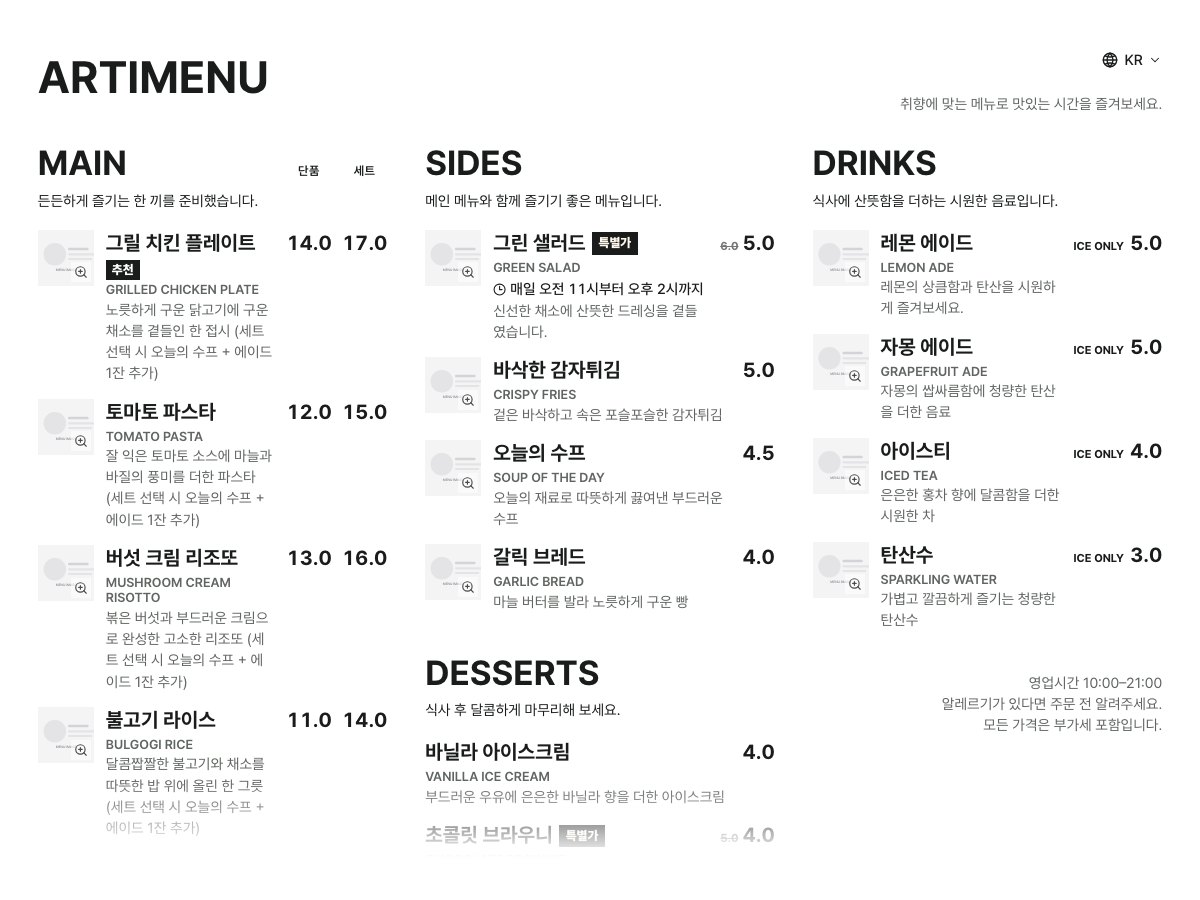 ARTIMENU
KR
취향에 맞는 메뉴로 맛있는 시간을 즐겨보세요.
MAIN
단품 세트
든든하게 즐기는 한 끼를 준비했습니다.
그릴 치킨 플레이트 14.0 17.0
추천
GRILLED CHICKEN PLATE
노릇하게 구운 닭고기에 구운
채소를 곁들인 한 접시 (세트
선택 시 오늘의 수프 + 에이드
1잔 추가)
토마토 파스타 12.0 15.0
TOMATO PASTA
잘 익은 토마토 소스에 마늘과
바질의 풍미를 더한 파스타
(세트 선택 시 오늘의 수프 +
에이드 1잔 추가)
버섯 크림 리조또 13.0 16.0
MUSHROOM CREAM
RISOTTO
볶은 버섯과 부드러운 크림으
로 완성한 고소한 리조또 (세
트 선택 시 오늘의 수프 + 에
이드 1잔 추가)
불고기 라이스 11.0 14.0
BULGOGI RICE
달콤짭짤한 불고기와 채소를
따뜻한 밥 위에 올린 한 그릇
(세트 선택 시 오늘의 수프 +
에이드 1잔 추가)
SIDES
메인 메뉴와 함께 즐기기 좋은 메뉴입니다.
그린 샐러드 특별가 6.0 5.0
GREEN SALAD
매일 오전 11시부터 오후 2시까지
신선한 채소에 산뜻한 드레싱을 곁들
였습니다.
바삭한 감자튀김 5.0
CRISPY FRIES
겉은 바삭하고 속은 포슬포슬한 감자튀김
오늘의 수프 4.5
SOUP OF THE DAY
오늘의 재료로 따뜻하게 끓여낸 부드러운
수프
갈릭 브레드 4.0
GARLIC BREAD
마늘 버터를 발라 노릇하게 구운 빵
DESSERTS
식사 후 달콤하게 마무리해 보세요.
바닐라 아이스크림 4.0
VANILLA ICE CREAM
부드러운 우유에 은은한 바닐라 향을 더한 아이스크림
초콜릿 브라우니 특별가 5.0 4.0
DRINKS
식사에 산뜻함을 더하는 시원한 음료입니다.
레몬 에이드 ICE ONLY 5.0
LEMON ADE
레몬의 상큼함과 탄산을 시원하
게 즐겨보세요.
자몽 에이드 ICE ONLY 5.0
GRAPEFRUIT ADE
자몽의 쌉싸름함에 청량한 탄산
을 더한 음료
아이스티 ICE ONLY 4.0
ICED TEA
은은한 홍차 향에 달콤함을 더한
시원한 차
탄산수 ICE ONLY 3.0
SPARKLING WATER
가볍고 깔끔하게 즐기는 청량한
탄산수
영업시간 10:00–21:00
알레르기가 있다면 주문 전 알려주세요.
모든 가격은 부가세 포함입니다.